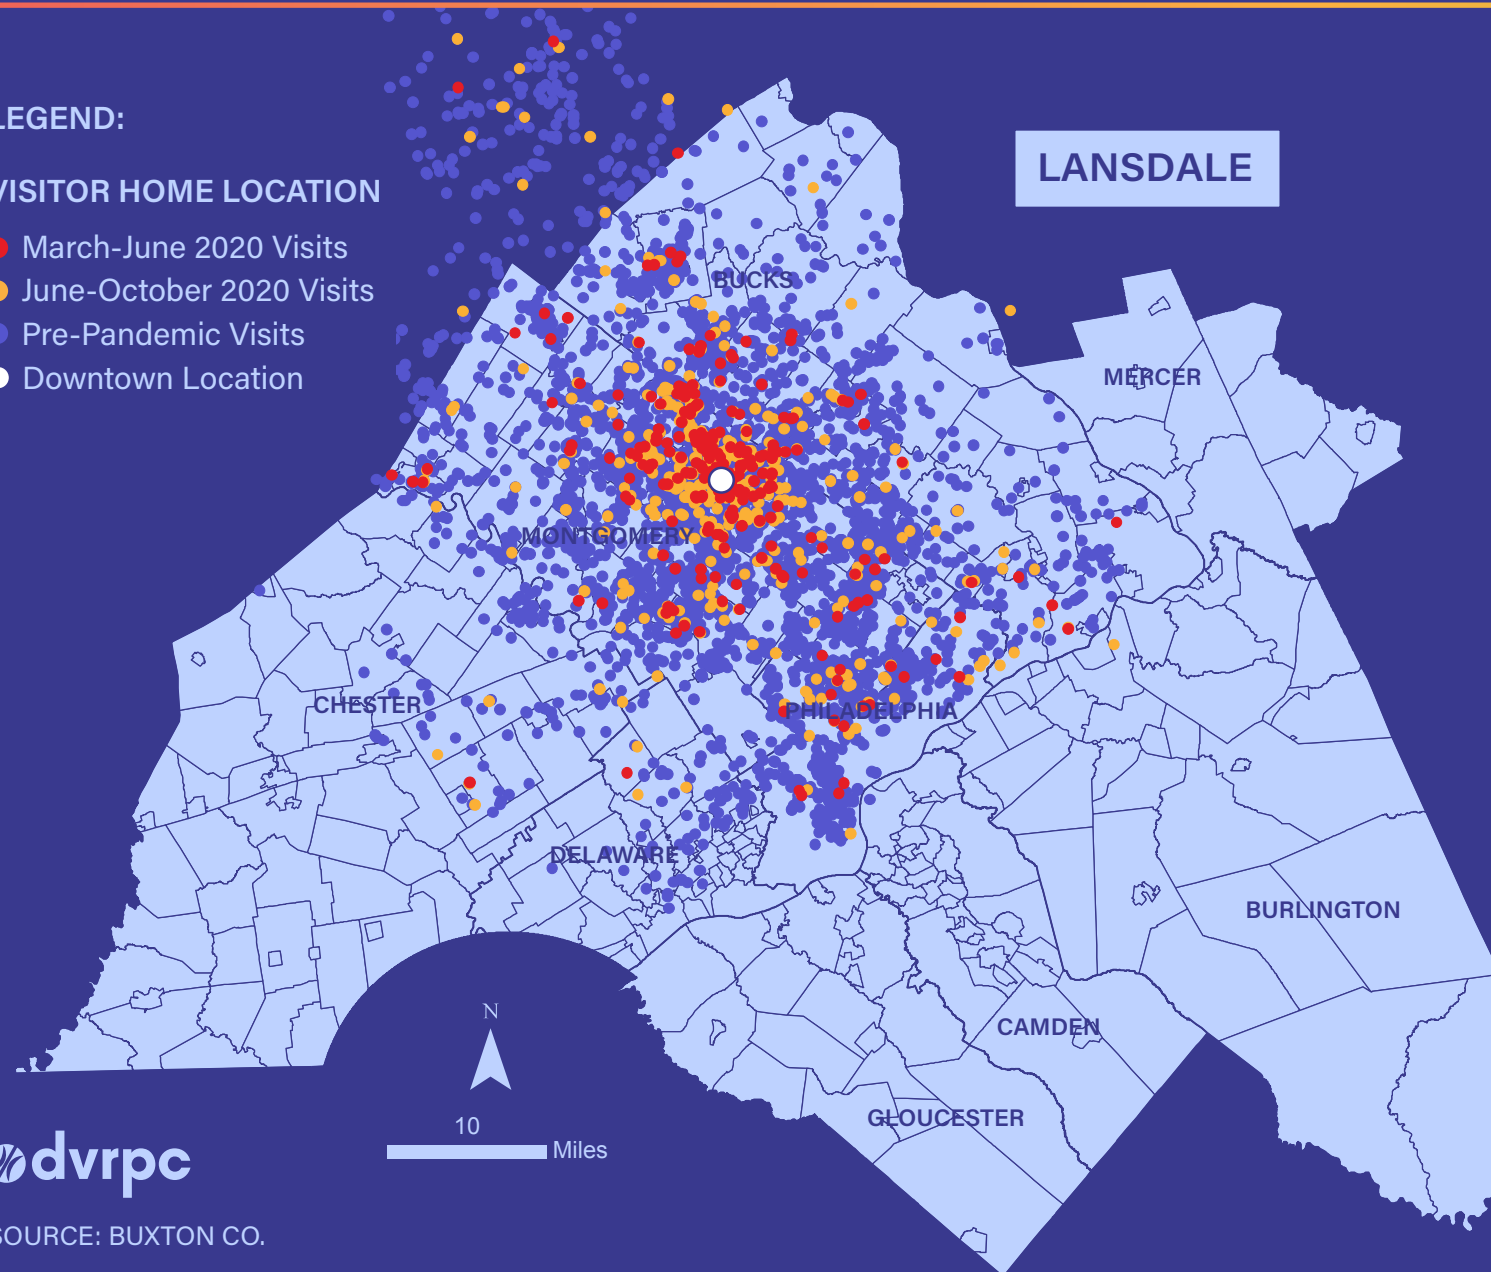 LEGEND:
LANSDALE
VISITOR HOME LOCATION
March-June 2020 Visits
June-October 2020 Visits
Pre-Pandemic Visits
Downtown Location
BUCKS
MERCER
MONTGOMERY
CHESTER
PHILADELPHIA
DELAWARE
BURLINGTON
N
CAMDEN
10
Miles
GLOUCESTER
dvrpc
SOURCE: BUXTON CO.